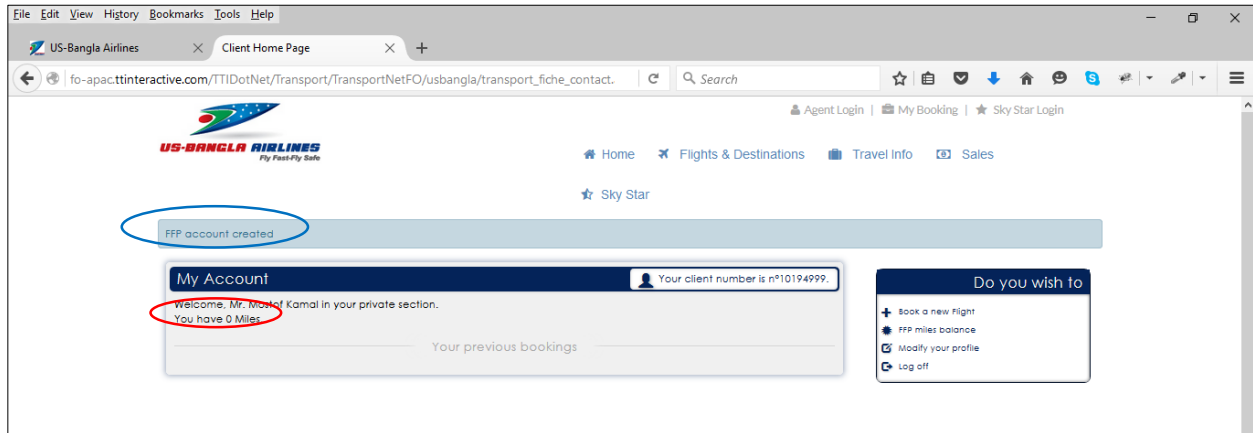 File Edit View History Bookmarks Tools Help
US-Bangla Airlines
Client Home Page
fo-apac.ttinteractive.com/TTIDotNet/Transport/TransportNetFO/usbangla/transport_fiche_contact.
Search
Agent Login | My Booking | Sky Star Login
US-BANGLA AIRLINES
Fly Fast-Fly Safe
Home Flights & Destinations Travel Info Sales
Sky Star
FFP account created
My Account
Your client number is n°10194999.
Welcome, Mr. Mostof Kamal in your private section.
You have 0 Miles
Your previous bookings
Do you wish to
Book a new Flight
FFP miles balance
Modify your profile
Log off